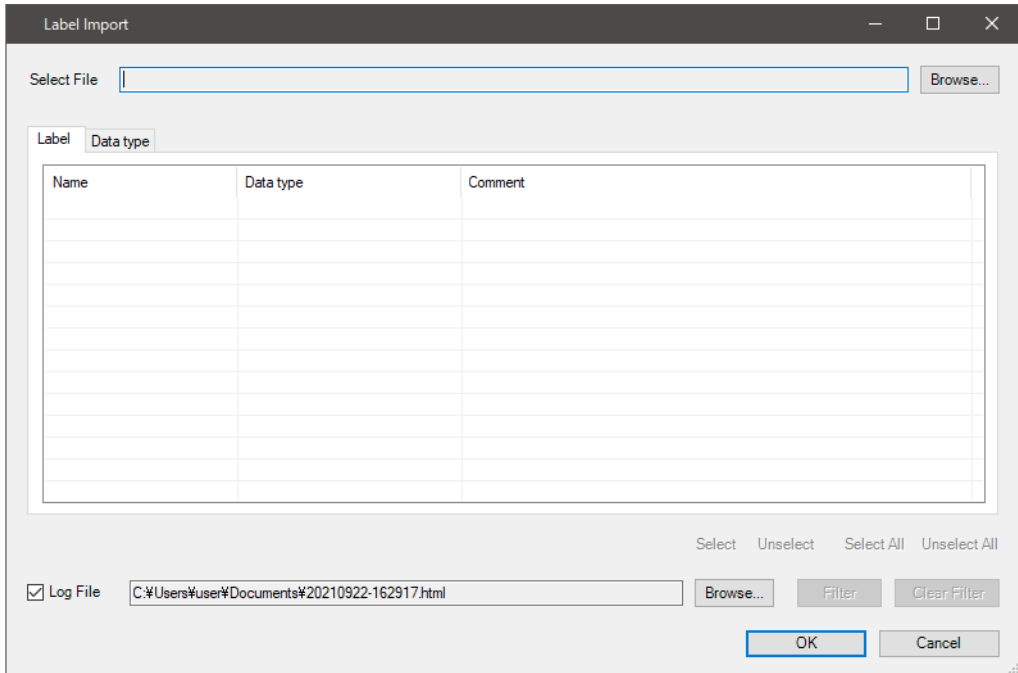 Label Import
Select File Browse...
Label Data type
Name Data type Comment
Select Unselect Select All Unselect All
Log File C:¥Users¥user¥Documents¥20210922-162917.html Browse... Filter Clear Filter
OK Cancel